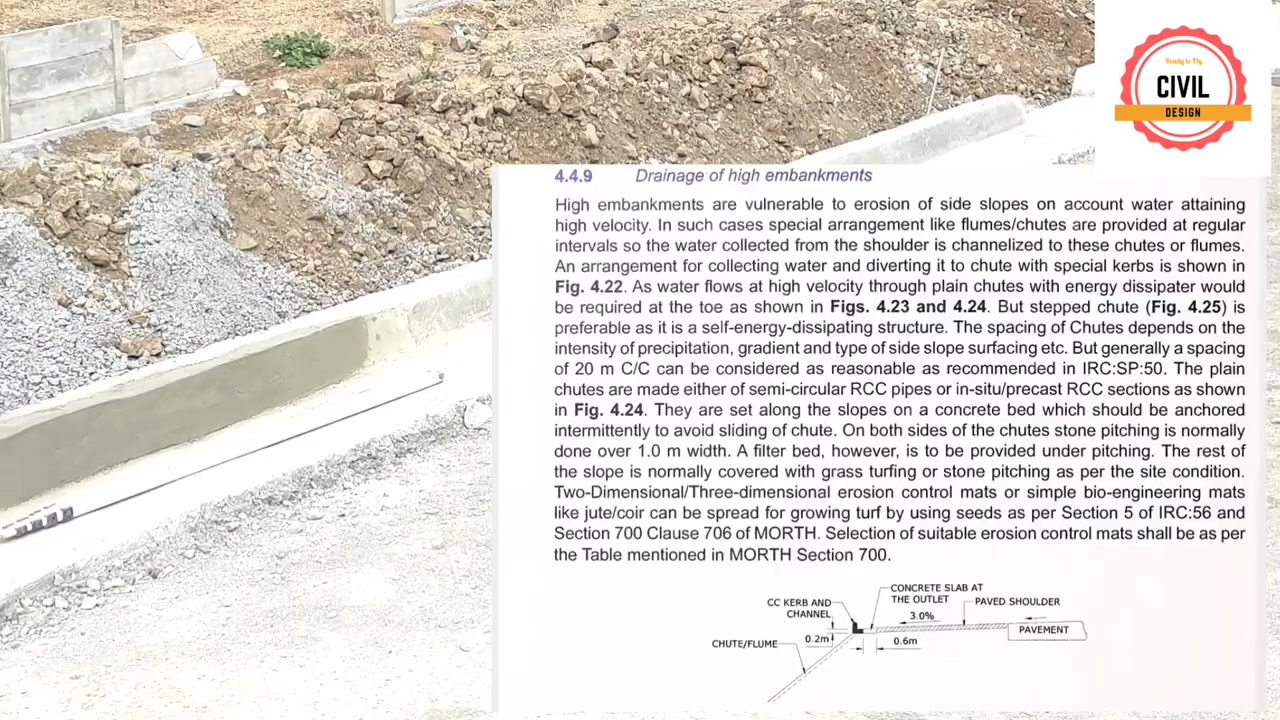 Ready to Fly
CIVIL
DESIGN
4.4.9 Drainage of high embankments
High embankments are vulnerable to erosion of side slopes on account water attaining
high velocity. In such cases special arrangement like flumes/chutes are provided at regular
intervals so the water collected from the shoulder is channelized to these chutes or flumes.
An arrangement for collecting water and diverting it to chute with special kerbs is shown in
Fig. 4.22. As water flows at high velocity through plain chutes with energy dissipater would
be required at the toe as shown in Figs. 4.23 and 4.24. But stepped chute (Fig. 4.25) is
preferable as it is a self-energy-dissipating structure. The spacing of Chutes depends on the
intensity of precipitation, gradient and type of side slope surfacing etc. But generally a spacing
of 20 m C/C can be considered as reasonable as recommended in IRC:SP:50. The plain
chutes are made either of semi-circular RCC pipes or in-situ/precast RCC sections as shown
in Fig. 4.24. They are set along the slopes on a concrete bed which should be anchored
intermittently to avoid sliding of chute. On both sides of the chutes stone pitching is normally
done over 1.0 m width. A filter bed, however, is to be provided under pitching. The rest of
the slope is normally covered with grass turfing or stone pitching as per the site condition.
Two-Dimensional/Three-dimensional erosion control mats or simple bio-engineering mats
like jute/coir can be spread for growing turf by using seeds as per Section 5 of IRC:56 and
Section 700 Clause 706 of MORTH. Selection of suitable erosion control mats shall be as per
the Table mentioned in MORTH Section 700.
CONCRETE SLAB AT
THE OUTLET
CC KERB AND
CHANNEL
PAVED SHOULDER
3.0%
PAVEMENT
0.2m
0.6m
CHUTE/FLUME